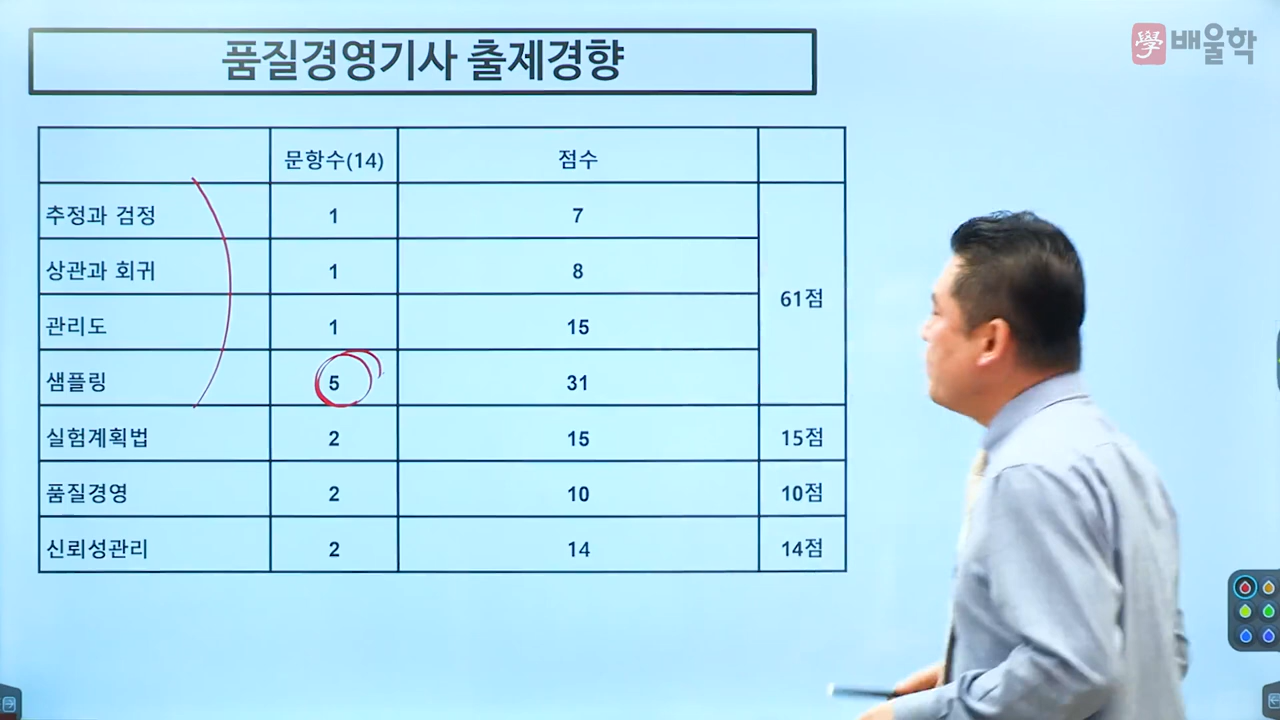 품질경영기사 출제경향
學 배울학
문항수(14) 점수
추정과 검정 1 7
상관과 회귀 1 8
관리도 1 15
샘플링 5 31
61점
실험계획법 2 15 15점
품질경영 2 10 10점
신뢰성관리 2 14 14점